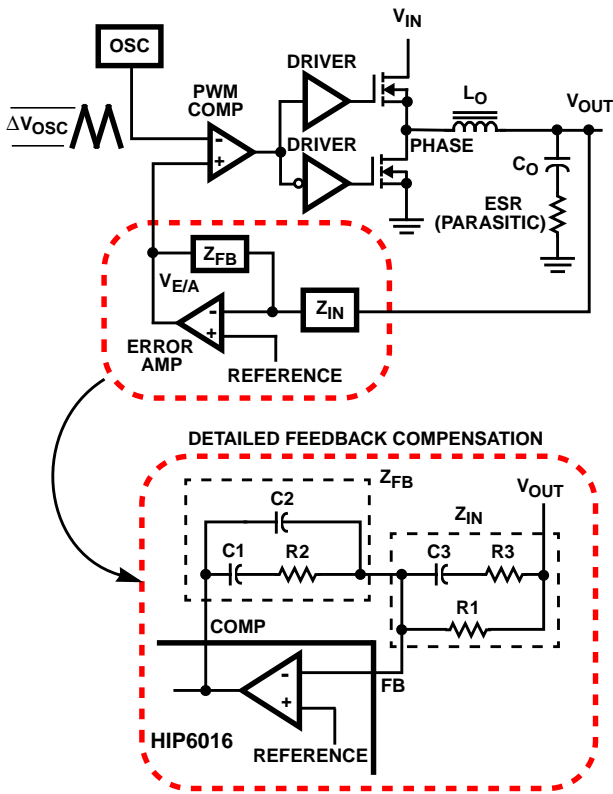 OSC
V_IN
DRIVER
L_O
V_OUT
PWM
COMP
ΔV_OSC
-
+
DRIVER
PHASE
C_O
ESR
(PARASITIC)
Z_FB
V_E/A
Z_IN
-
+
ERROR
AMP
REFERENCE
DETAILED FEEDBACK COMPENSATION
Z_FB
V_OUT
C2
Z_IN
C1
R2
C3
R3
R1
COMP
FB
-
+
HIP6016
REFERENCE